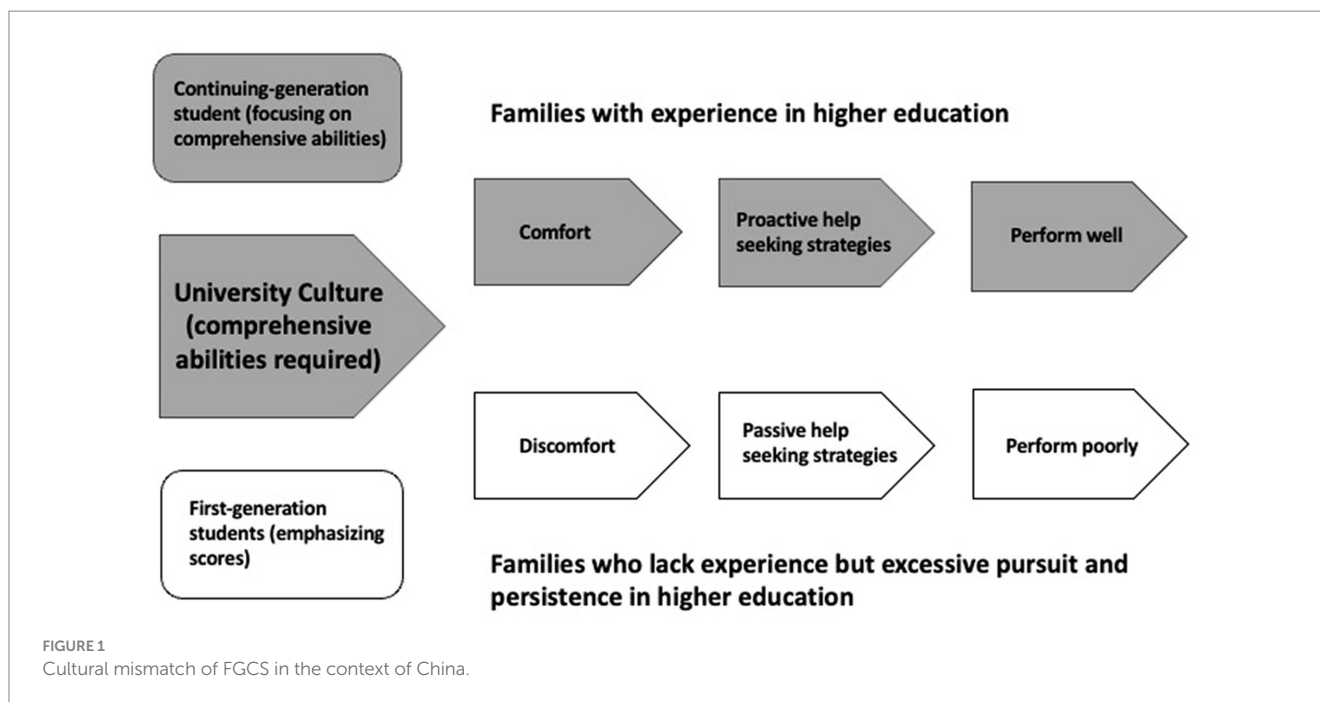 Continuing-generation
student (focusing on
comprehensive abilities)
Families with experience in higher education
University Culture
(comprehensive
abilities required)
Comfort
Proactive help
seeking strategies
Perform well
Discomfort
Passive help
seeking strategies
Perform poorly
First-generation
students (emphasizing
scores)
Families who lack experience but excessive pursuit and
persistence in higher education
FIGURE 1
Cultural mismatch of FGCS in the context of China.